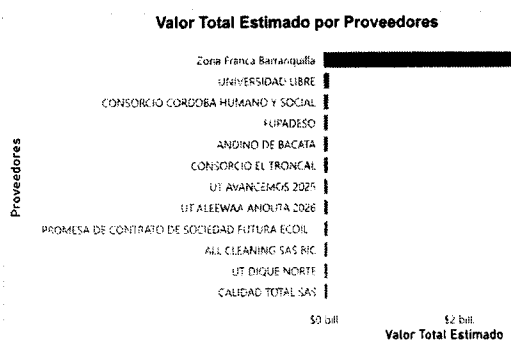 Valor Total Estimado por Proveedores
Zona Franca Barranquilla
UNIVERSIDAD LIBRE
CONSORCIO CORDOBA HUMANO Y SOCIAL
FUPADESO
ANDINO DE BACATA
CONSORCIO EL TRONCAL
UT AVANCEMOS 2025
UT ALEEWAA ANOUTA 2026
PROMESA DE CONTRATO DE SOCIEDAD FUTURA ECOIL
ALL CLEANING SAS BIC
UT DIQUE NORTE
CALIDAD TOTAL SAS
Proveedores
$0 bill $2 bill.
Valor Total Estimado